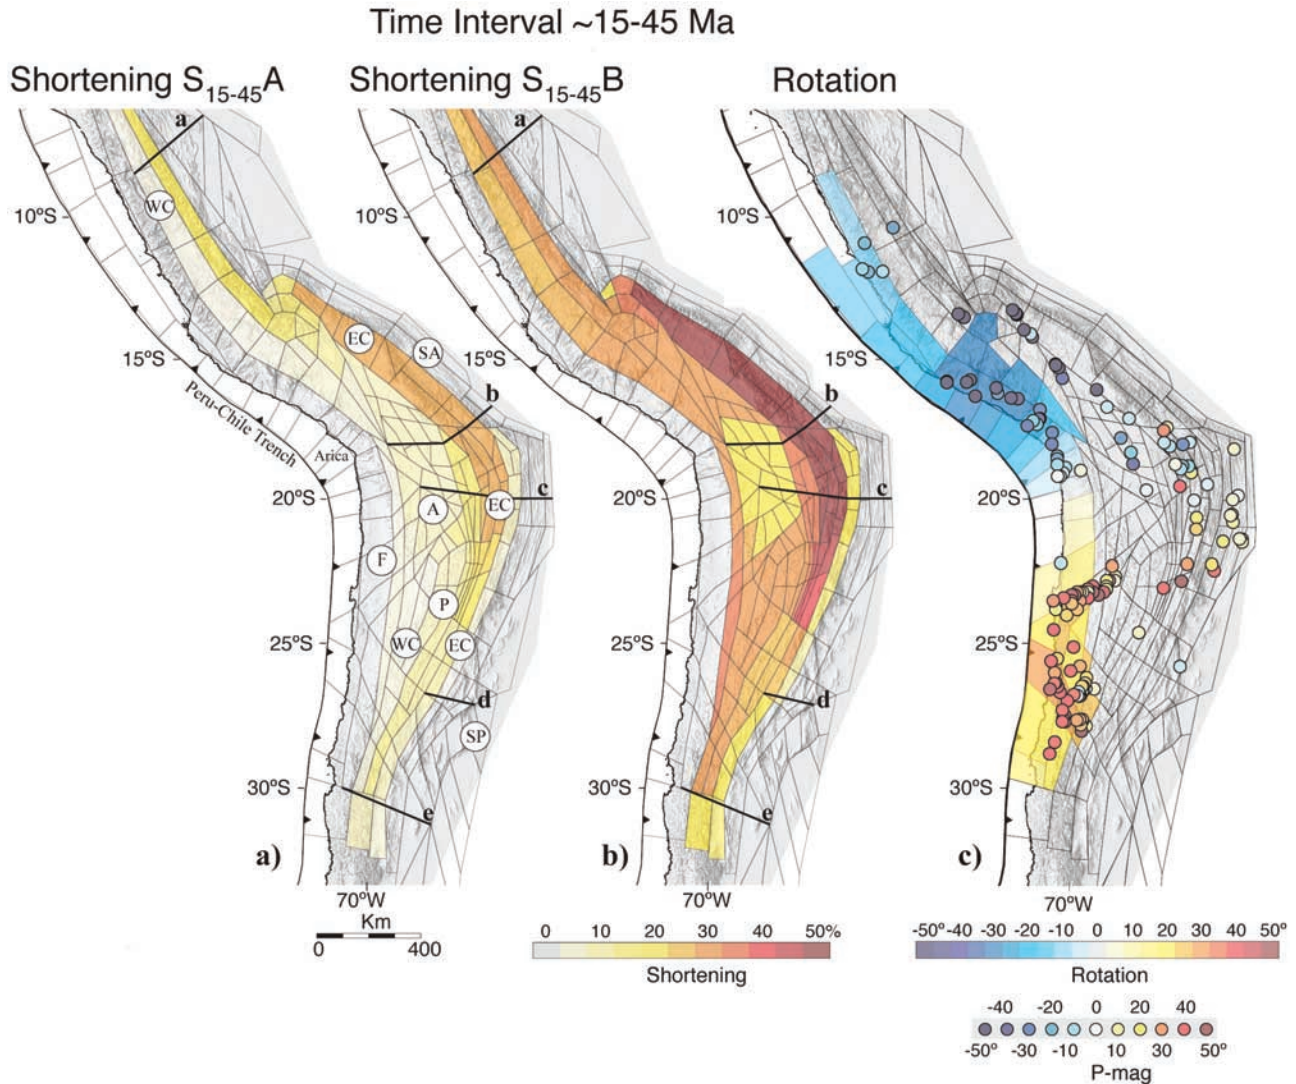 Time Interval ~15-45 Ma
Shortening S15-45A
Shortening S15-45B
Rotation
a
WC
10ºS
EC
SA
15ºS
b
Peru-Chile Trench
Arica
20ºS
A
EC
c
F
P
25ºS
WC
EC
d
SP
30ºS
e
a)
70ºW
Km
0 400
a
10ºS
15ºS
b
20ºS
c
25ºS
d
30ºS
e
b)
70ºW
0 10 20 30 40 50%
Shortening
10ºS
15ºS
20ºS
25ºS
30ºS
c)
70ºW
-50º -40 -30 -20 -10 0 10 20 30 40 50º
Rotation
-40 -20 0 20 40
-50º -30 -10 10 30 50º
P-mag